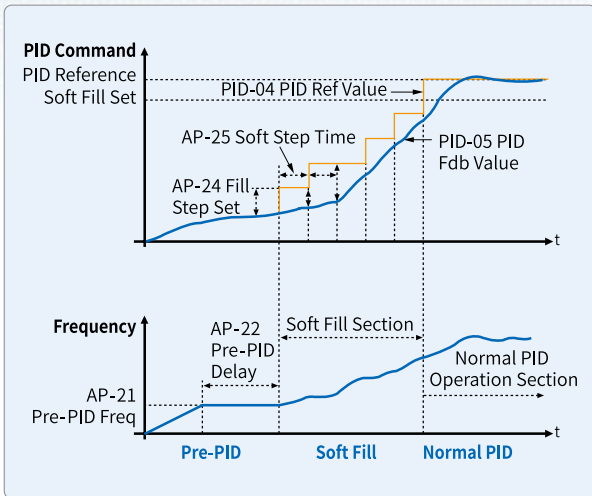 PID Command
PID Reference
Soft Fill Set
PID-04 PID Ref Value
AP-25 Soft Step Time
PID-05 PID
Fdb Value
AP-24 Fill
Step Set
t
Frequency
AP-22
Pre-PID
Delay
Soft Fill Section
Normal PID
Operation Section
AP-21
Pre-PID Freq
t
Pre-PID
Soft Fill
Normal PID